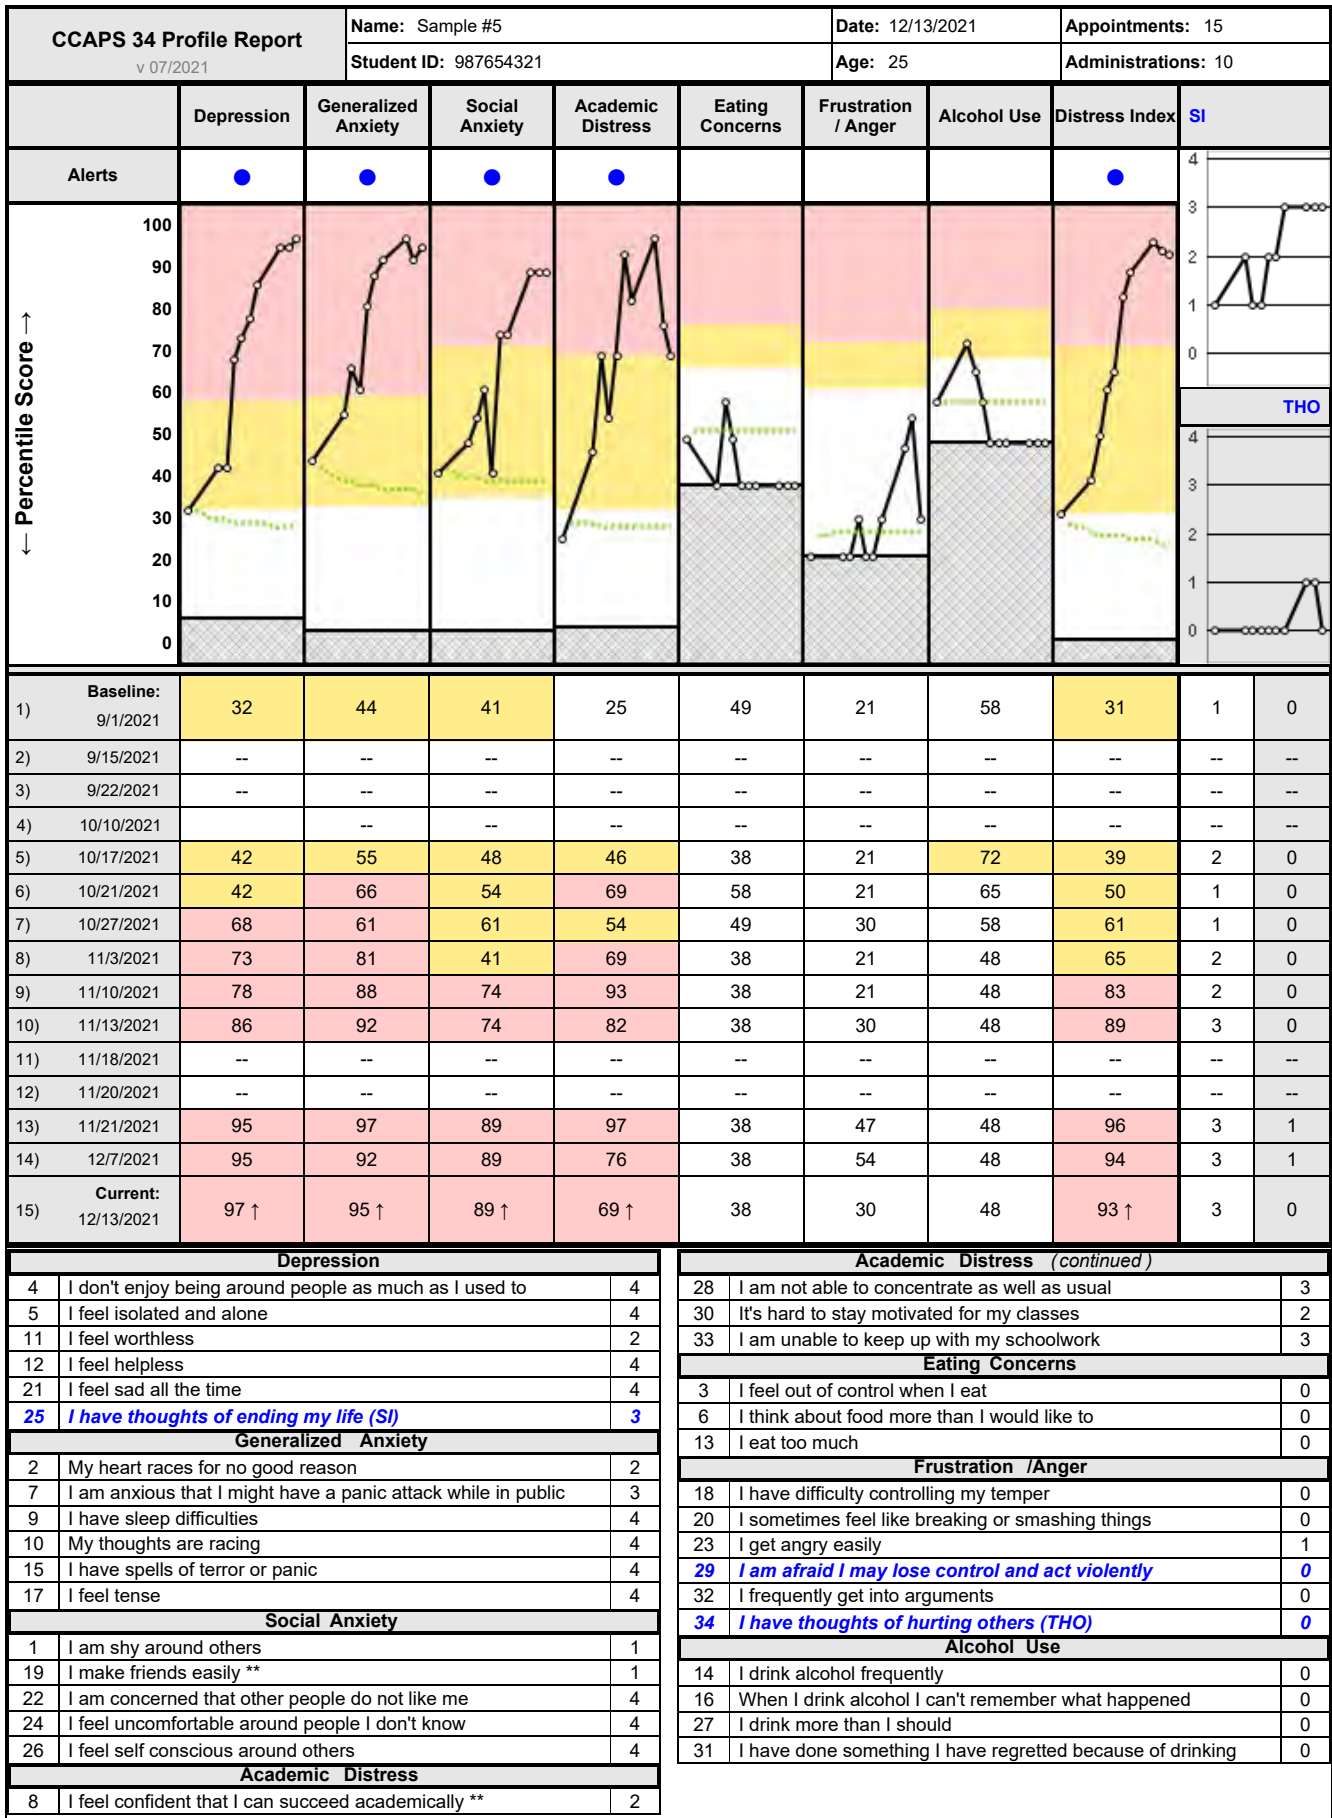 CCAPS 34 Profile Report
v 07/2021
Name: Sample #5
Date: 12/13/2021
Appointments: 15
Student ID: 987654321
Age: 25
Administrations: 10
Depression
Generalized Anxiety
Social Anxiety
Academic Distress
Eating Concerns
Frustration / Anger
Alcohol Use
Distress Index
SI
Alerts
← Percentile Score →
100
90
80
70
60
50
40
30
20
10
0
4
3
2
1
0
THO
4
3
2
1
0
1) Baseline: 9/1/2021 32 44 41 25 49 21 58 31 1 0
2) 9/15/2021 -- -- -- -- -- -- -- -- -- --
3) 9/22/2021 -- -- -- -- -- -- -- -- -- --
4) 10/10/2021 -- -- -- -- -- -- -- -- --
5) 10/17/2021 42 55 48 46 38 21 72 39 2 0
6) 10/21/2021 42 66 54 69 58 21 65 50 1 0
7) 10/27/2021 68 61 61 54 49 30 58 61 1 0
8) 11/3/2021 73 81 41 69 38 21 48 65 2 0
9) 11/10/2021 78 88 74 93 38 21 48 83 2 0
10) 11/13/2021 86 92 74 82 38 30 48 89 3 0
11) 11/18/2021 -- -- -- -- -- -- -- -- -- --
12) 11/20/2021 -- -- -- -- -- -- -- -- -- --
13) 11/21/2021 95 97 89 97 38 47 48 96 3 1
14) 12/7/2021 95 92 89 76 38 54 48 94 3 1
15) Current: 12/13/2021 97 ↑ 95 ↑ 89 ↑ 69 ↑ 38 30 48 93 ↑ 3 0
Depression
4 I don't enjoy being around people as much as I used to 4
5 I feel isolated and alone 4
11 I feel worthless 2
12 I feel helpless 4
21 I feel sad all the time 4
25 I have thoughts of ending my life (SI) 3
Generalized Anxiety
2 My heart races for no good reason 2
7 I am anxious that I might have a panic attack while in public 3
9 I have sleep difficulties 4
10 My thoughts are racing 4
15 I have spells of terror or panic 4
17 I feel tense 4
Social Anxiety
1 I am shy around others 1
19 I make friends easily ** 1
22 I am concerned that other people do not like me 4
24 I feel uncomfortable around people I don't know 4
26 I feel self conscious around others 4
Academic Distress
8 I feel confident that I can succeed academically ** 2
Academic Distress (continued )
28 I am not able to concentrate as well as usual 3
30 It's hard to stay motivated for my classes 2
33 I am unable to keep up with my schoolwork 3
Eating Concerns
3 I feel out of control when I eat 0
6 I think about food more than I would like to 0
13 I eat too much 0
Frustration /Anger
18 I have difficulty controlling my temper 0
20 I sometimes feel like breaking or smashing things 0
23 I get angry easily 1
29 I am afraid I may lose control and act violently 0
32 I frequently get into arguments 0
34 I have thoughts of hurting others (THO) 0
Alcohol Use
14 I drink alcohol frequently 0
16 When I drink alcohol I can't remember what happened 0
27 I drink more than I should 0
31 I have done something I have regretted because of drinking 0